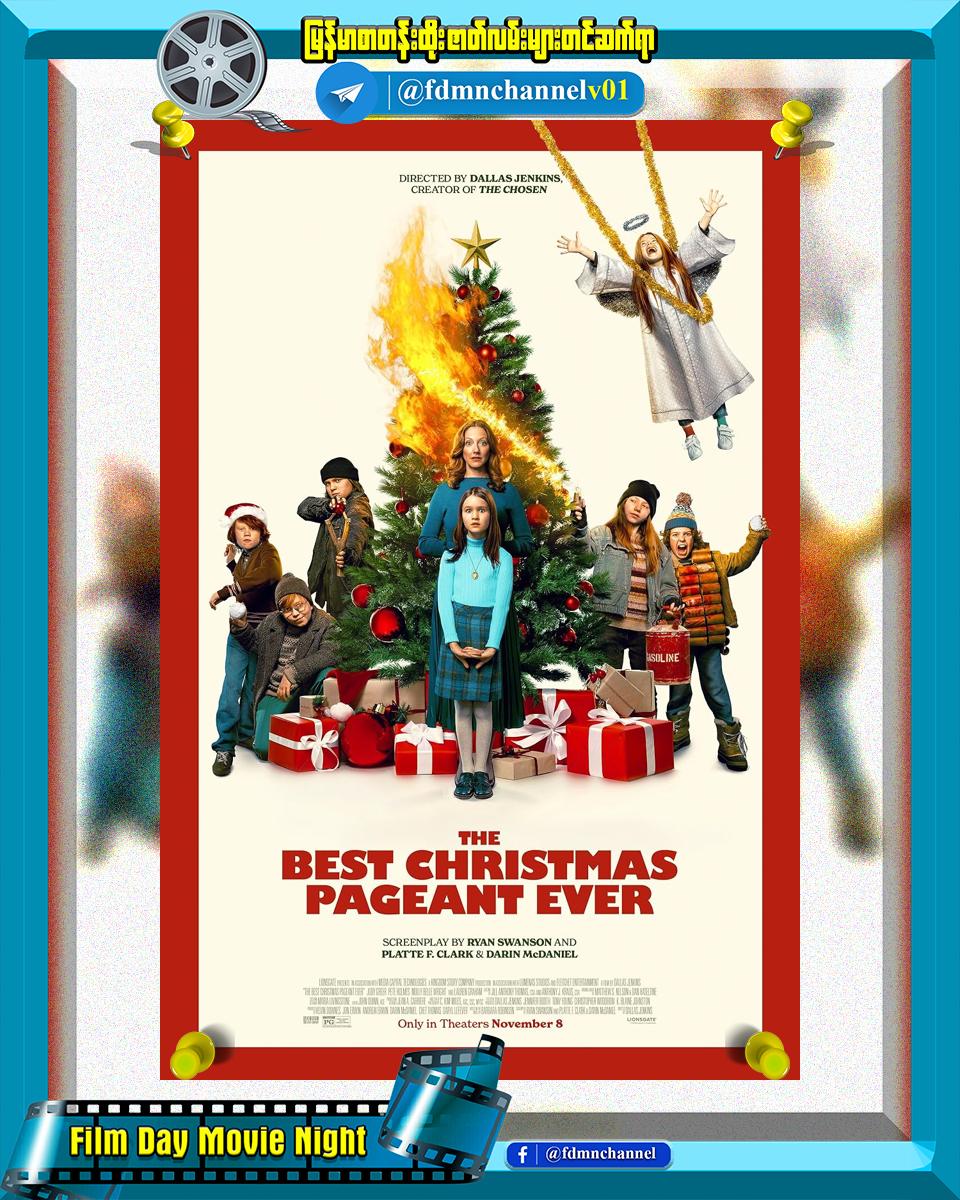 မြန်မာစာတန်းထိုးဇာတ်လမ်းများတင်ဆက်ရာ
@fdmnchannelv01
DIRECTED BY DALLAS JENKINS,
CREATOR OF THE CHOSEN
GASOLINE
THE
BEST CHRISTMAS
PAGEANT EVER
SCREENPLAY BY RYAN SWANSON AND
PLATTE F. CLARK & DARIN McDANIEL
PG
Only in Theaters November 8
LIONSGATE
Film Day Movie Night
@fdmnchannel